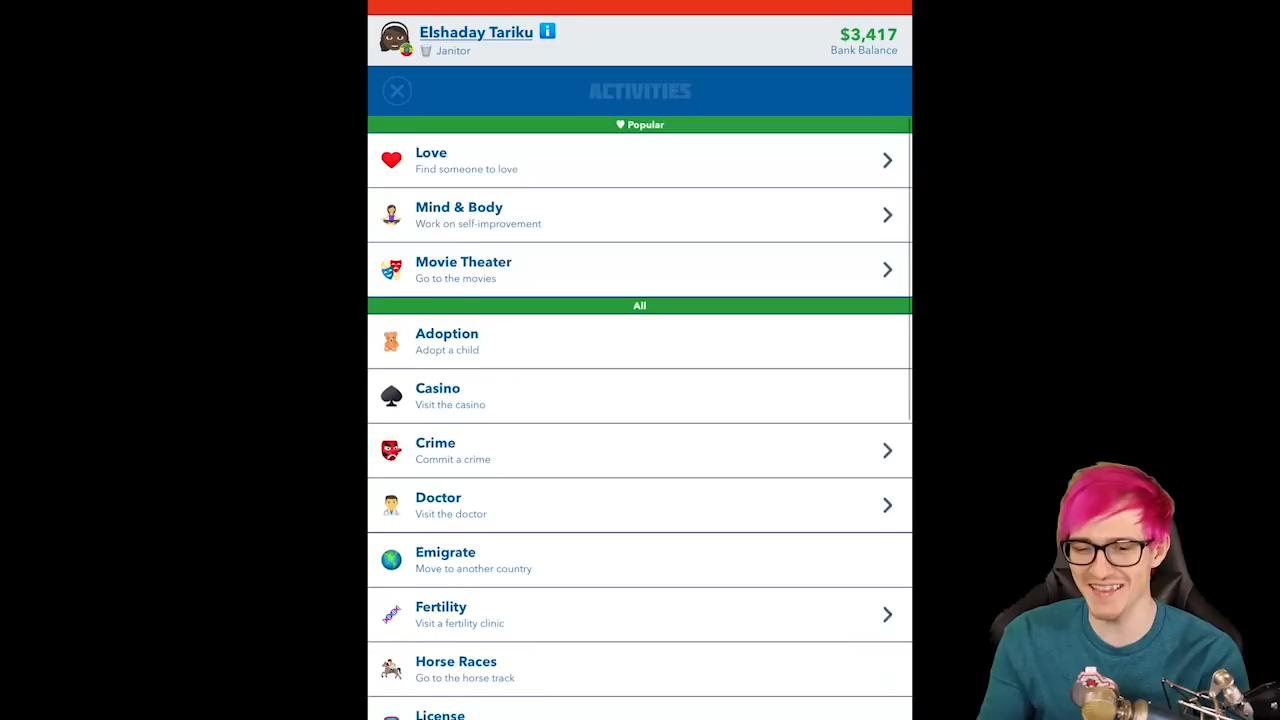 Elshaday Tariku
Janitor
$3,417
Bank Balance
ACTIVITIES
Popular
Love
Find someone to love
Mind & Body
Work on self-improvement
Movie Theater
Go to the movies
All
Adoption
Adopt a child
Casino
Visit the casino
Crime
Commit a crime
Doctor
Visit the doctor
Emigrate
Move to another country
Fertility
Visit a fertility clinic
Horse Races
Go to the horse track
License